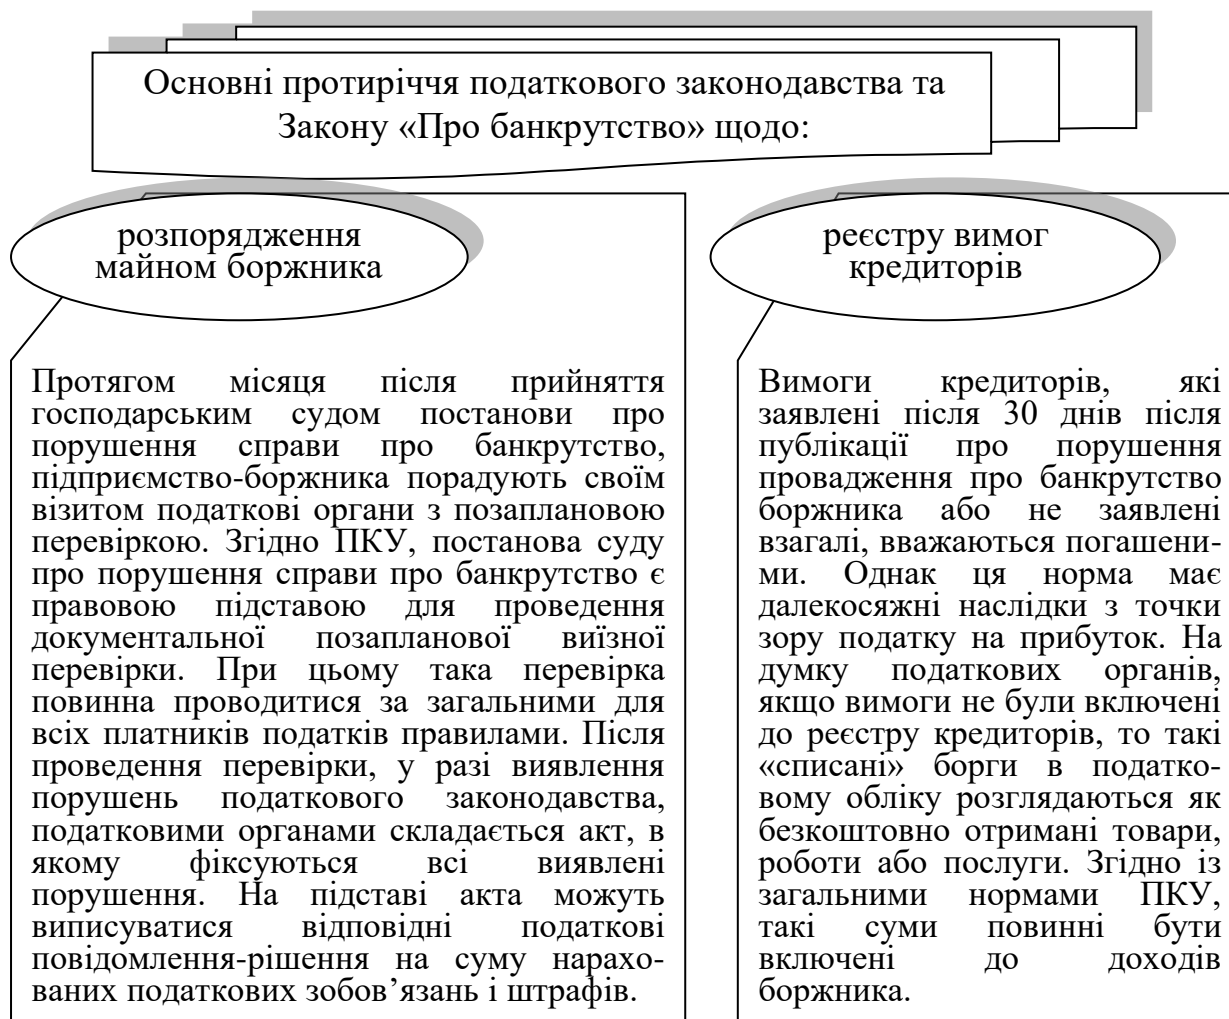 Основні протиріччя податкового законодавства та
Закону «Про банкрутство» щодо:
розпорядження
майном боржника
Протягом місяця після прийняття
господарським судом постанови про
порушення справи про банкрутство,
підприємство-боржника порадують своїм
візитом податкові органи з позаплановою
перевіркою. Згідно ПКУ, постанова суду
про порушення справи про банкрутство є
правовою підставою для проведення
документальної позапланової виїзної
перевірки. При цьому така перевірка
повинна проводитися за загальними для
всіх платників податків правилами. Після
проведення перевірки, у разі виявлення
порушень податкового законодавства,
податковими органами складається акт, в
якому фіксуються всі виявлені
порушення. На підставі акта можуть
виписуватися відповідні податкові
повідомлення-рішення на суму нарахо-
ваних податкових зобов’язань і штрафів.
реєстру вимог
кредиторів
Вимоги кредиторів, які
заявлені після 30 днів після
публікації про порушення
провадження про банкрутство
боржника або не заявлені
взагалі, вважаються погашени-
ми. Однак ця норма має
далекосяжні наслідки з точки
зору податку на прибуток. На
думку податкових органів,
якщо вимоги не були включені
до реєстру кредиторів, то такі
«списані» борги в податко-
вому обліку розглядаються як
безкоштовно отримані товари,
роботи або послуги. Згідно із
загальними нормами ПКУ,
такі суми повинні бути
включені до доходів
боржника.